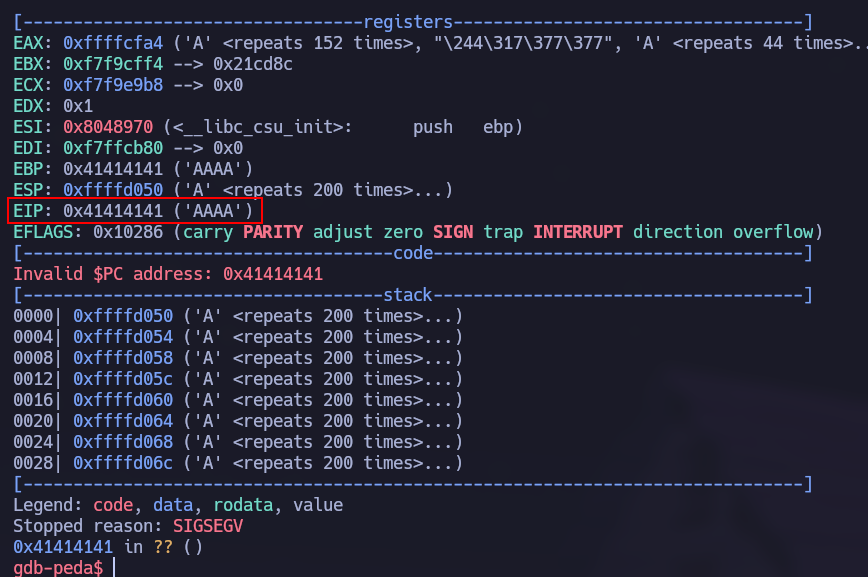 [----------------------------------registers-----------------------------------]
EAX: 0xffffcfa4 ('A' <repeats 152 times>, "\244\317\377\377", 'A' <repeats 44 times>...
EBX: 0xf7f9cff4 --> 0x21cd8c
ECX: 0xf7f9e9b8 --> 0x0
EDX: 0x1
ESI: 0x8048970 (<__libc_csu_init>:      push   ebp)
EDI: 0xf7ffcb80 --> 0x0
EBP: 0x41414141 ('AAAA')
ESP: 0xffffd050 ('A' <repeats 200 times>...)
EIP: 0x41414141 ('AAAA')
EFLAGS: 0x10286 (carry PARITY adjust zero SIGN trap INTERRUPT direction overflow)
[-------------------------------------code-------------------------------------]
Invalid $PC address: 0x41414141
[------------------------------------stack-------------------------------------]
0000| 0xffffd050 ('A' <repeats 200 times>...)
0004| 0xffffd054 ('A' <repeats 200 times>...)
0008| 0xffffd058 ('A' <repeats 200 times>...)
0012| 0xffffd05c ('A' <repeats 200 times>...)
0016| 0xffffd060 ('A' <repeats 200 times>...)
0020| 0xffffd064 ('A' <repeats 200 times>...)
0024| 0xffffd068 ('A' <repeats 200 times>...)
0028| 0xffffd06c ('A' <repeats 200 times>...)
[------------------------------------------------------------------------------]
Legend: code, data, rodata, value
Stopped reason: SIGSEGV
0x41414141 in ?? ()
gdb-peda$